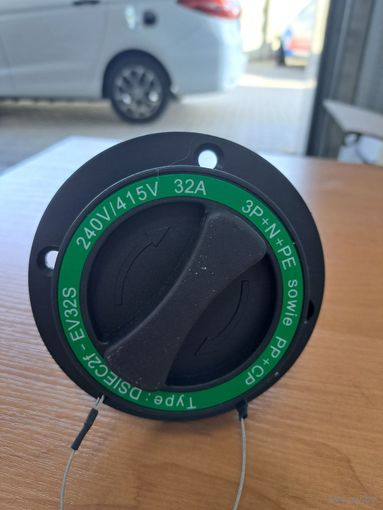 Type: DSIEC2f-EV32S 240V/415V 32A 3P+N+PE sowie PP+CP